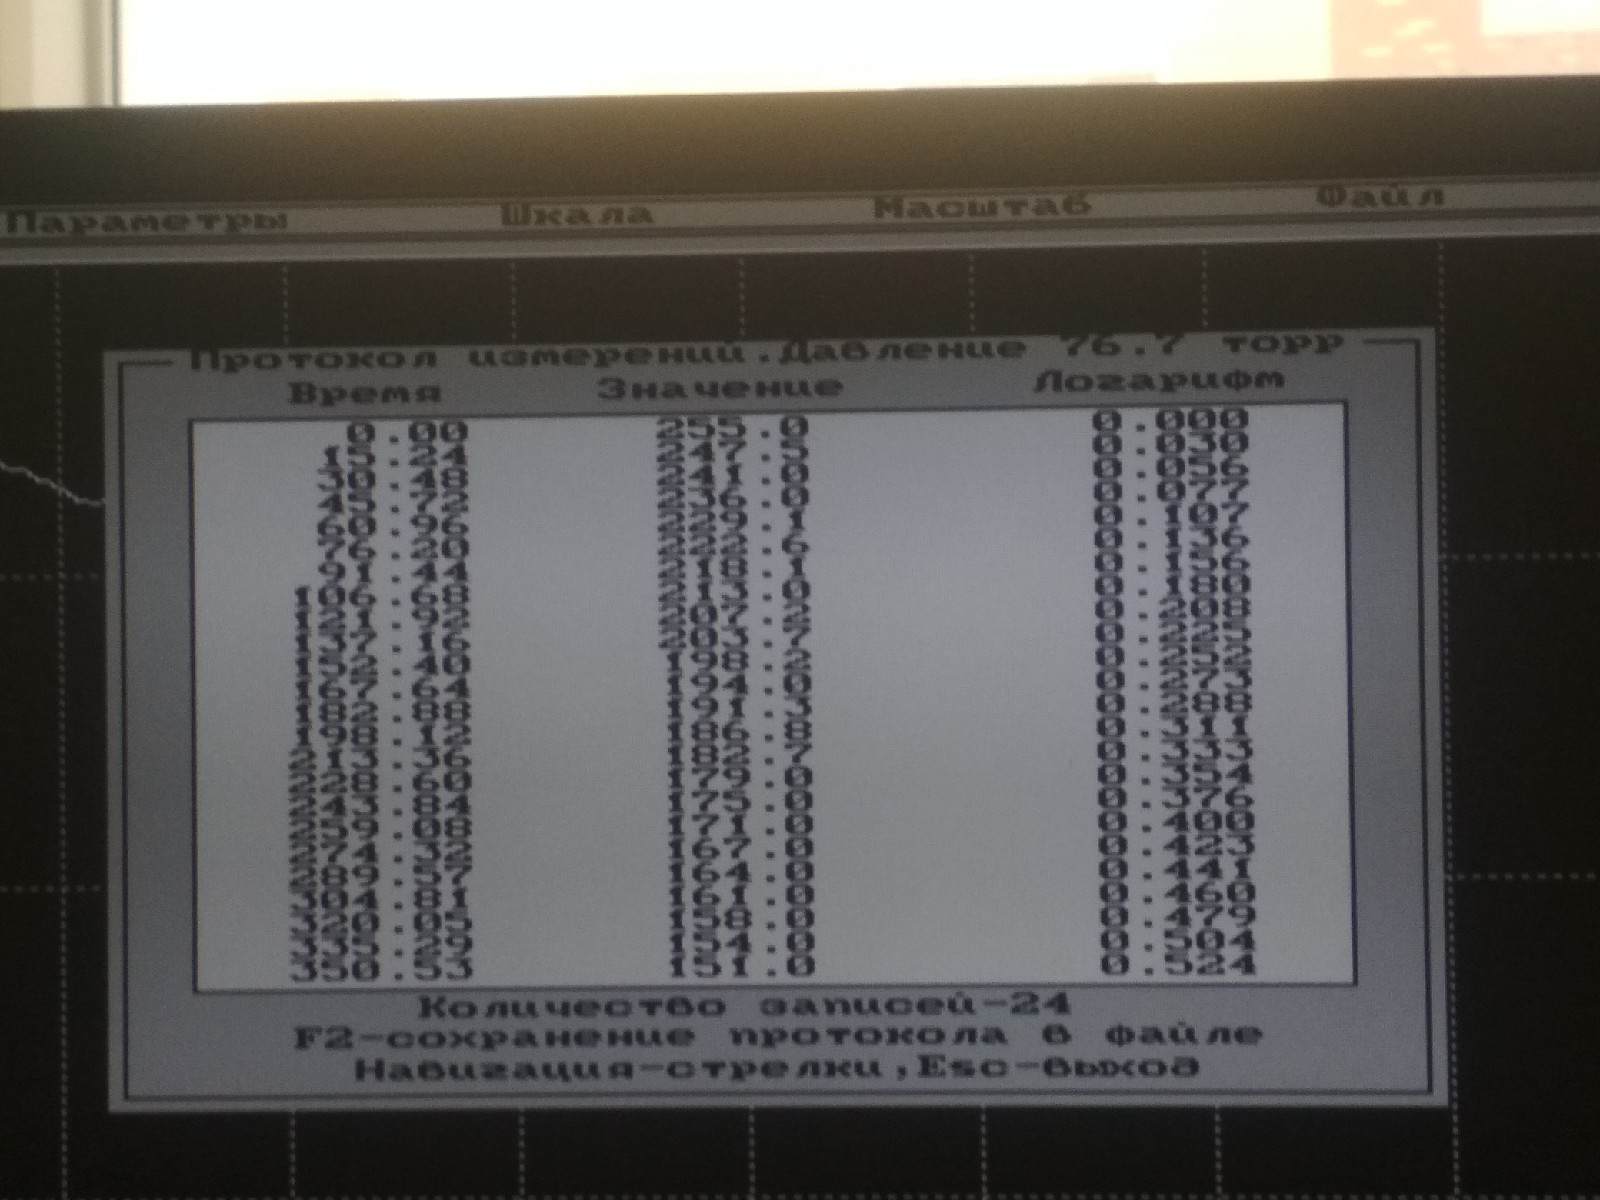 Параметры Шкала Масштаб Файл
Протокол измерений.Давление 76.7 торр
Время Значение Логарифм
0.00 255.0 0.000
15.24 247.5 0.030
30.48 241.0 0.056
45.72 236.0 0.077
60.96 229.1 0.107
76.20 222.6 0.136
91.44 218.1 0.156
106.68 213.0 0.180
121.92 207.2 0.208
137.16 203.7 0.225
152.40 198.2 0.252
167.64 194.0 0.273
182.88 191.3 0.288
198.12 186.8 0.311
213.36 182.7 0.333
228.60 179.0 0.354
243.84 175.0 0.376
259.08 171.0 0.400
274.32 167.0 0.423
289.57 164.0 0.441
304.81 161.0 0.460
320.05 158.0 0.479
335.29 154.0 0.504
350.53 151.0 0.524
Количество записей-24
F2-сохранение протокола в файле
Навигация-стрелки,Esc-выход